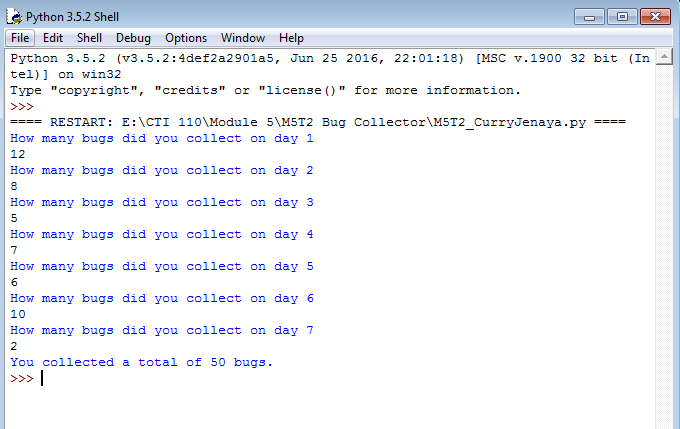 Python 3.5.2 Shell
File Edit Shell Debug Options Window Help
Python 3.5.2 (v3.5.2:4def2a2901a5, Jun 25 2016, 22:01:18) [MSC v.1900 32 bit (In
tel)] on win32
Type "copyright", "credits" or "license()" for more information.
>>>
==== RESTART: E:\CTI 110\Module 5\M5T2 Bug Collector\M5T2_CurryJenaya.py ====
How many bugs did you collect on day 1
12
How many bugs did you collect on day 2
8
How many bugs did you collect on day 3
5
How many bugs did you collect on day 4
7
How many bugs did you collect on day 5
6
How many bugs did you collect on day 6
10
How many bugs did you collect on day 7
2
You collected a total of 50 bugs.
>>>